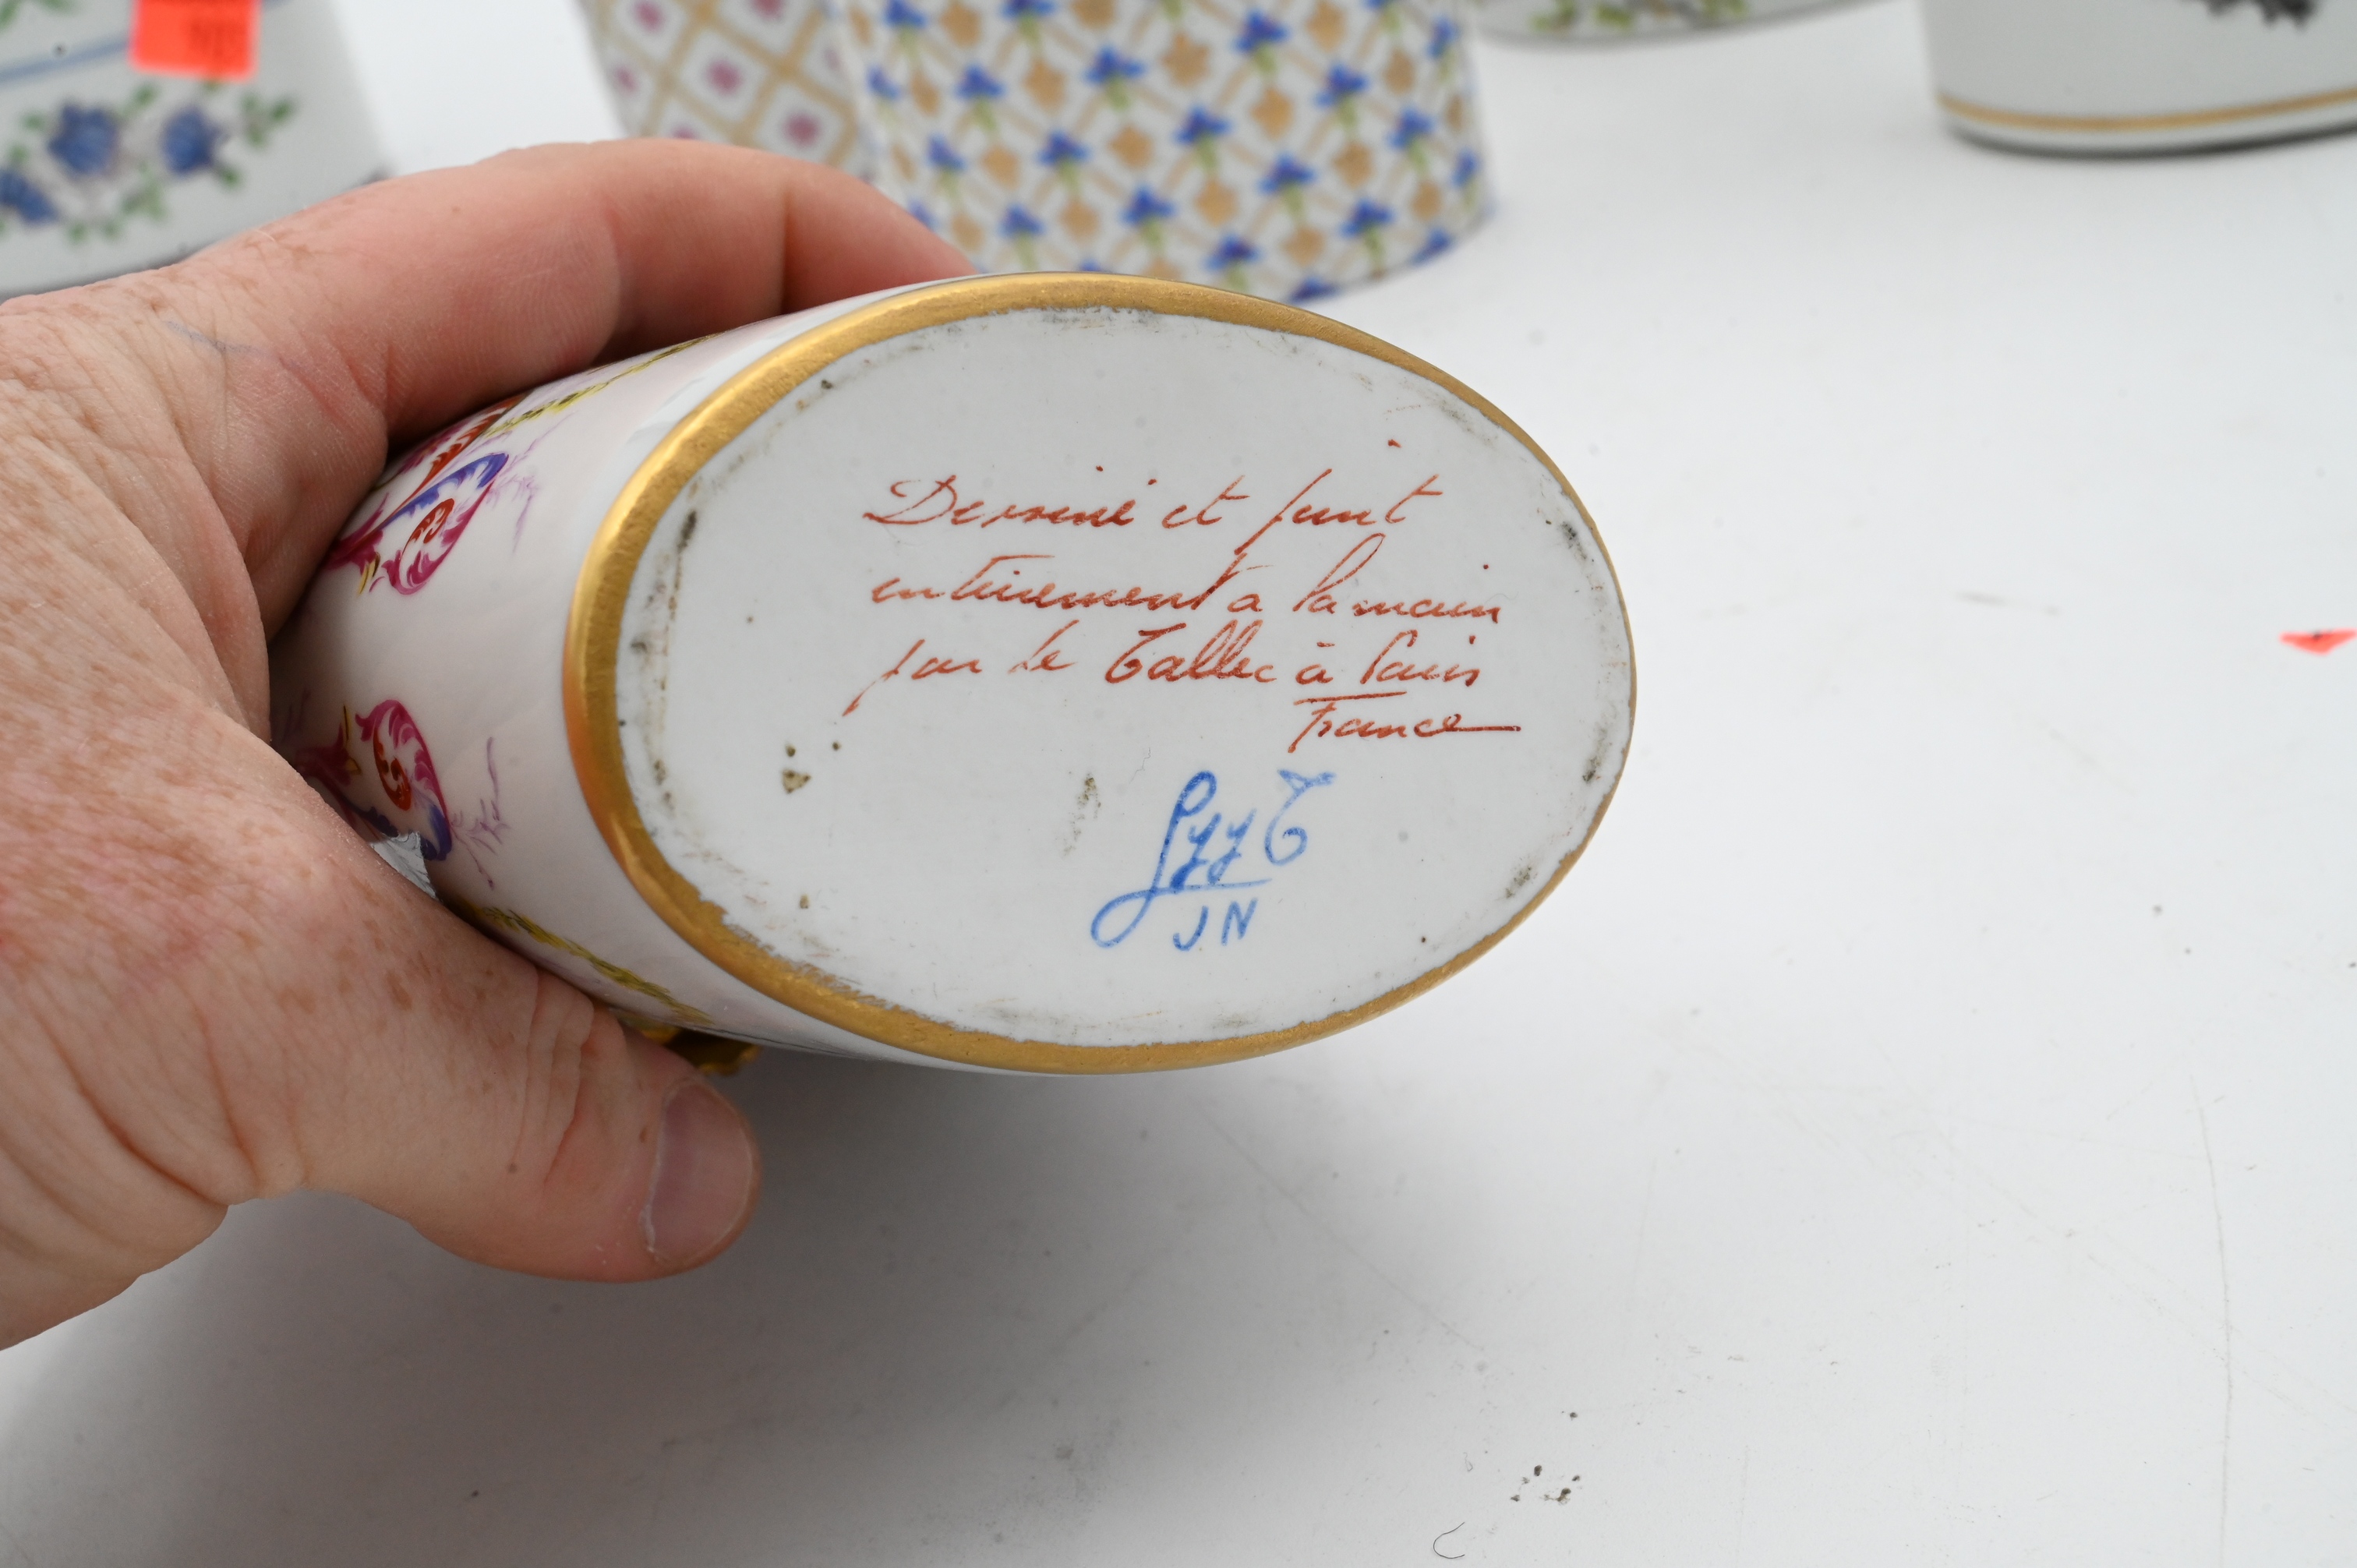 Dessiné et peint
entièrement a la main
par Le Tallec à Paris
France
JN